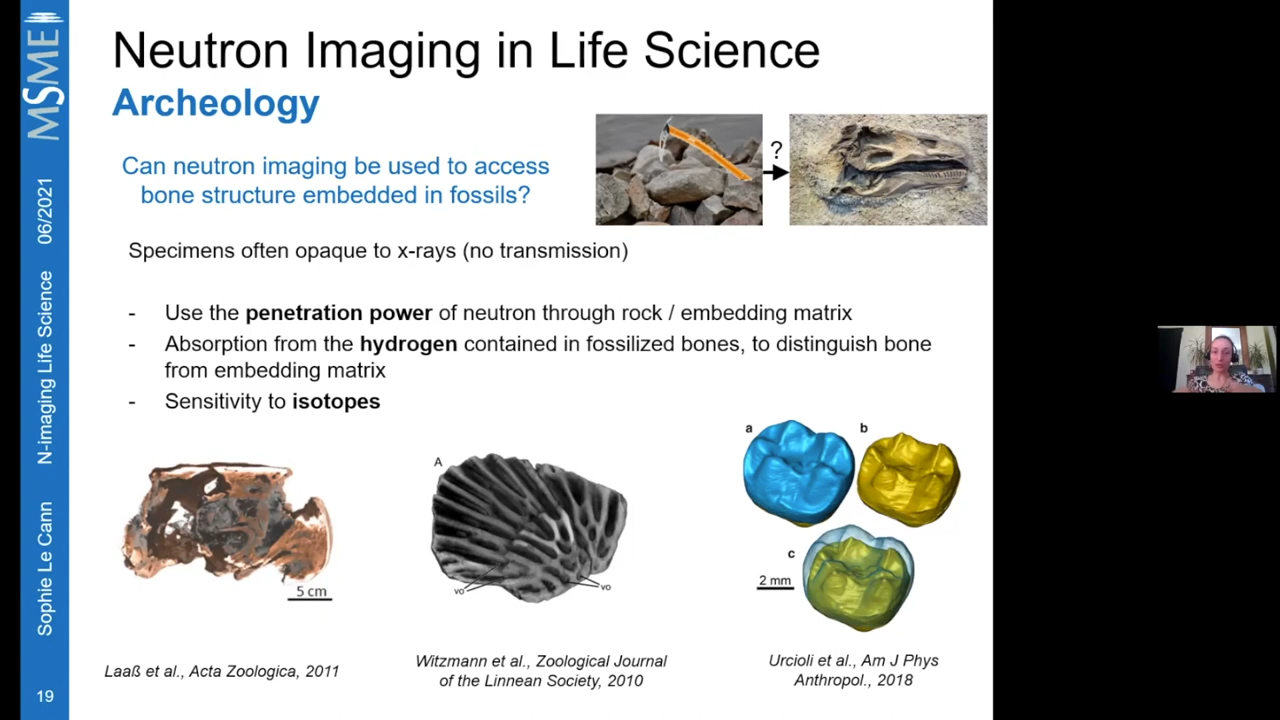 Neutron Imaging in Life Science
Archeology
Can neutron imaging be used to access
bone structure embedded in fossils?
?
Specimens often opaque to x-rays (no transmission)
- Use the penetration power of neutron through rock / embedding matrix
- Absorption from the hydrogen contained in fossilized bones, to distinguish bone
from embedding matrix
- Sensitivity to isotopes
5 cm
A
vo
vo
a
b
c
2 mm
Laaß et al., Acta Zoologica, 2011
Witzmann et al., Zoological Journal
of the Linnean Society, 2010
Urcioli et al., Am J Phys
Anthropol., 2018
MSME
06/2021
N-imaging Life Science
Sophie Le Cann
19